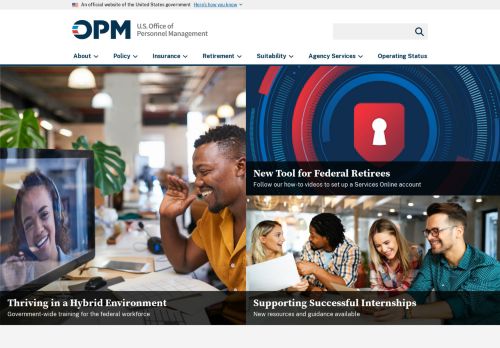 An official website of the United States government Here's how you know
OPM
U.S. Office of
Personnel Management
About Policy Insurance Retirement Suitability Agency Services Operating Status
New Tool for Federal Retirees
Follow our how-to videos to set up a Services Online account
Thriving in a Hybrid Environment
Government-wide training for the federal workforce
Supporting Successful Internships
New resources and guidance available